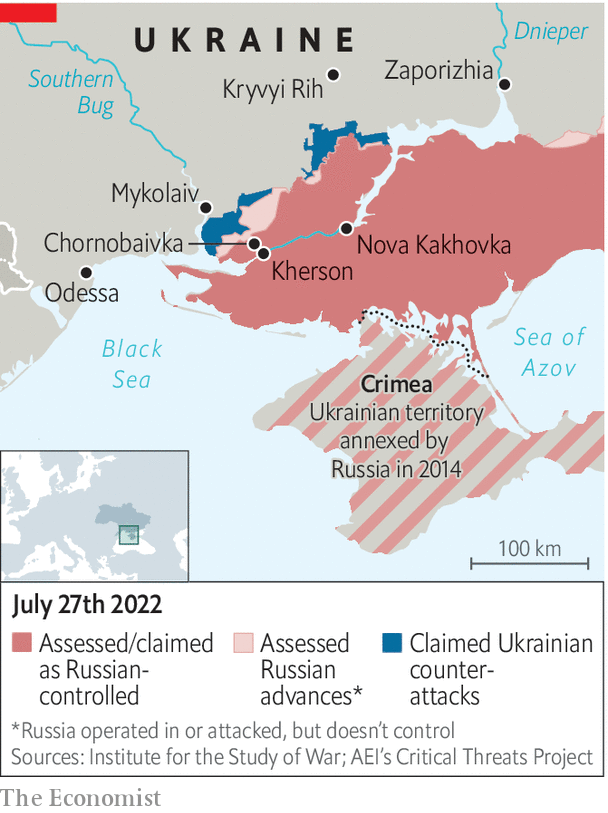 UKRAINE
Dnieper
Southern
Bug
Kryvyi Rih
Zaporizhia
Mykolaiv
Chornobaivka
Nova Kakhovka
Kherson
Odessa
Black
Sea
Sea of
Azov
Crimea
Ukrainian territory
annexed by
Russia in 2014
100 km
July 27th 2022
Assessed/claimed
as Russian-
controlled
Assessed
Russian
advances*
Claimed Ukrainian
counter-
attacks
*Russia operated in or attacked, but doesn’t control
Sources: Institute for the Study of War; AEI’s Critical Threats Project
The Economist